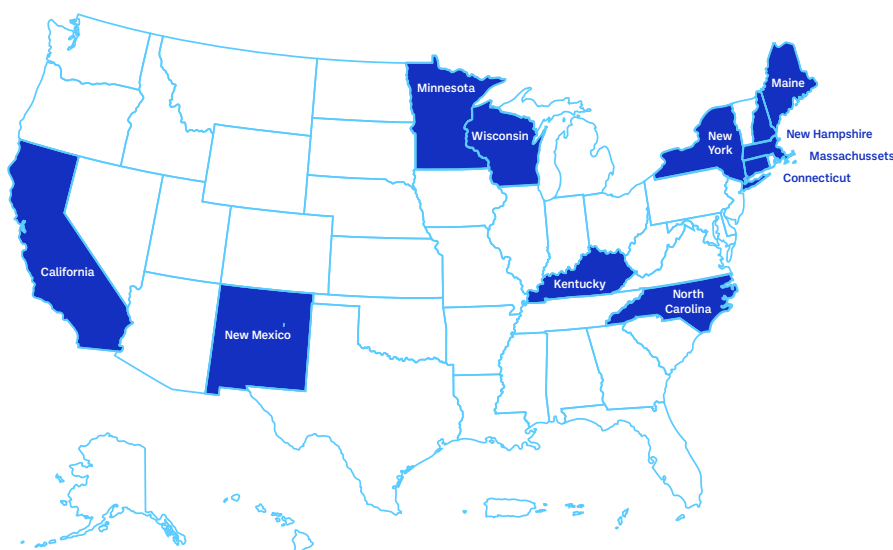 Minnesota
Maine
Wisconsin
New
York
New Hampshire
Massachussets
Connecticut
California
Kentucky
North
Carolina
New Mexico